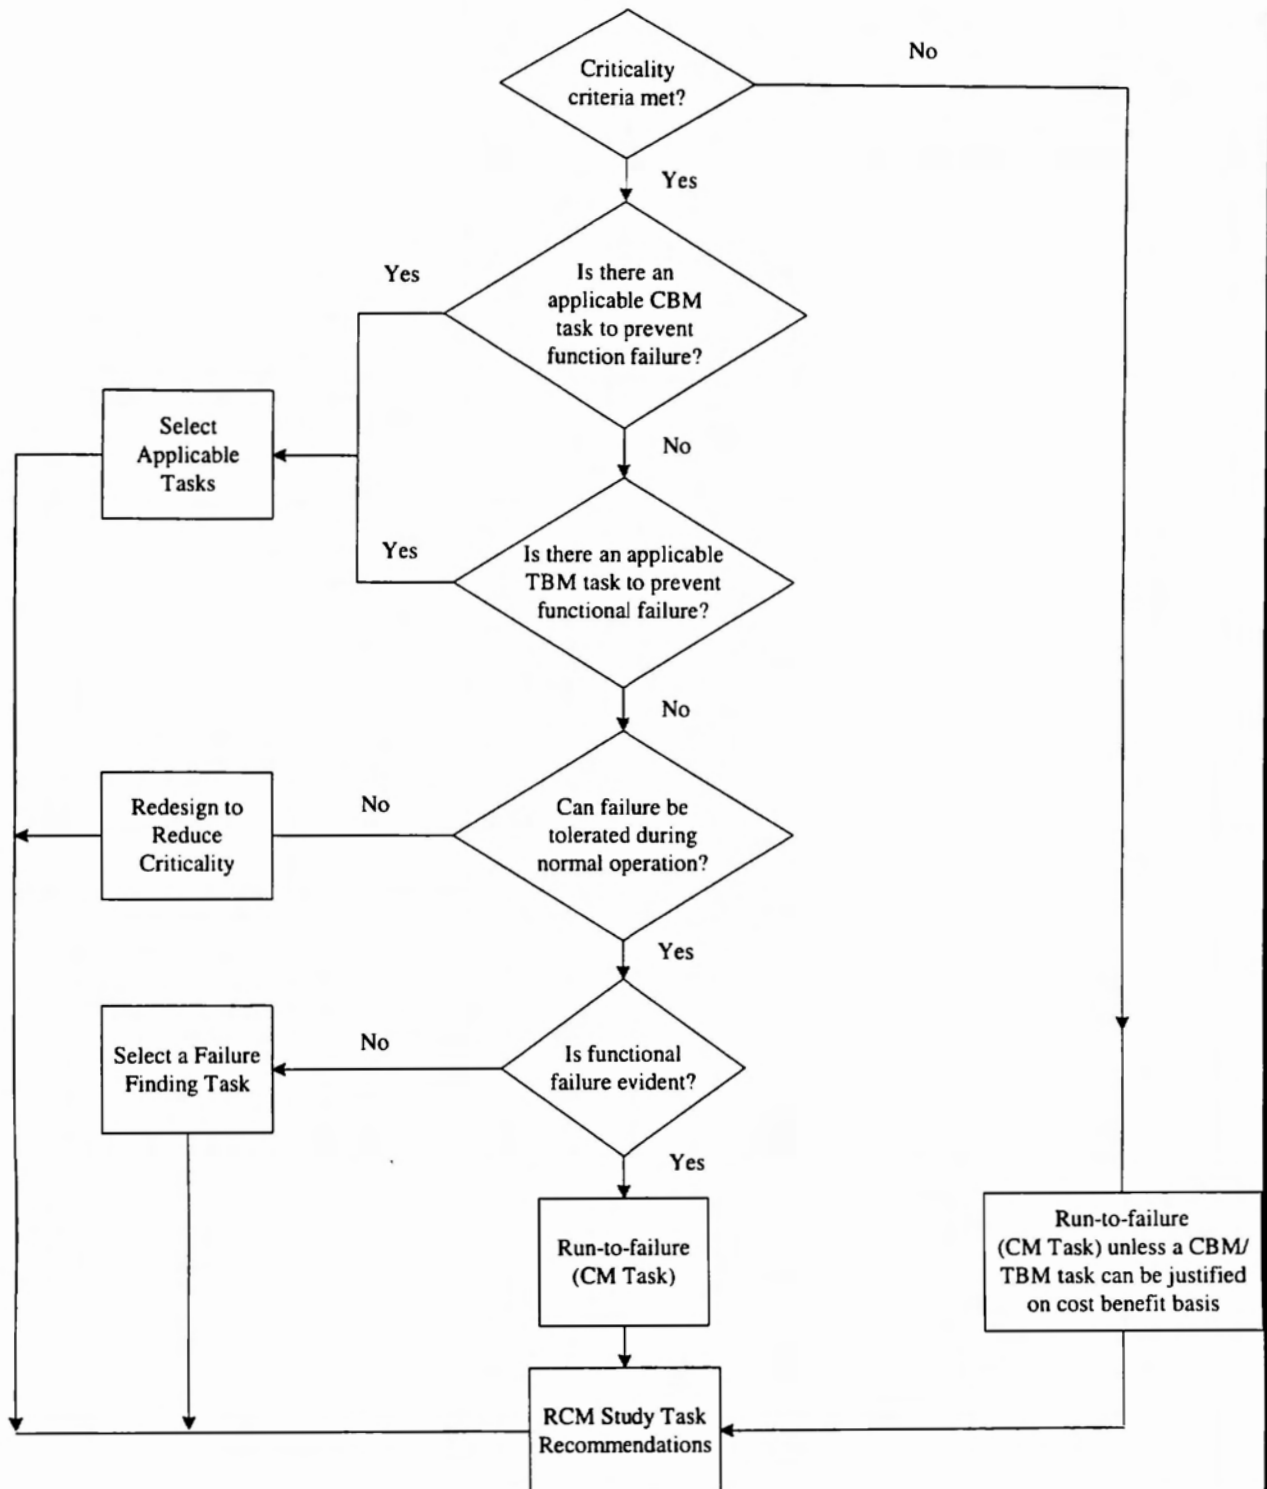 No
Criticality
criteria met?
Yes
Yes
Is there an
applicable CBM
task to prevent
function failure?
Select
Applicable
Tasks
No
Yes
Is there an applicable
TBM task to prevent
functional failure?
No
Redesign to
Reduce
Criticality
No
Can failure be
tolerated during
normal operation?
Yes
Select a Failure
Finding Task
No
Is functional
failure evident?
Yes
Run-to-failure
(CM Task)
Run-to-failure
(CM Task) unless a CBM/
TBM task can be justified
on cost benefit basis
RCM Study Task
Recommendations